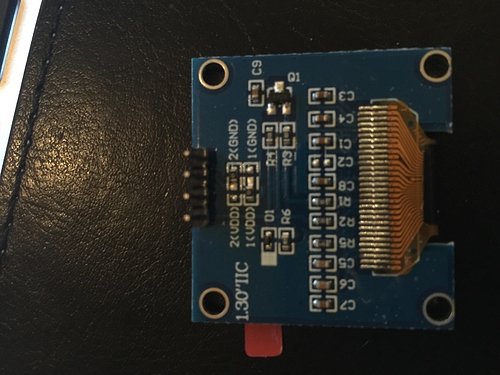 C9
Q1
C3
C4
C1
C2
C8
R1
R2
R5
C5
C6
C7
R4
R3
2(GND)
1(GND)
2(VDD)
1(VDD)
D1
R6
1.30"IIC